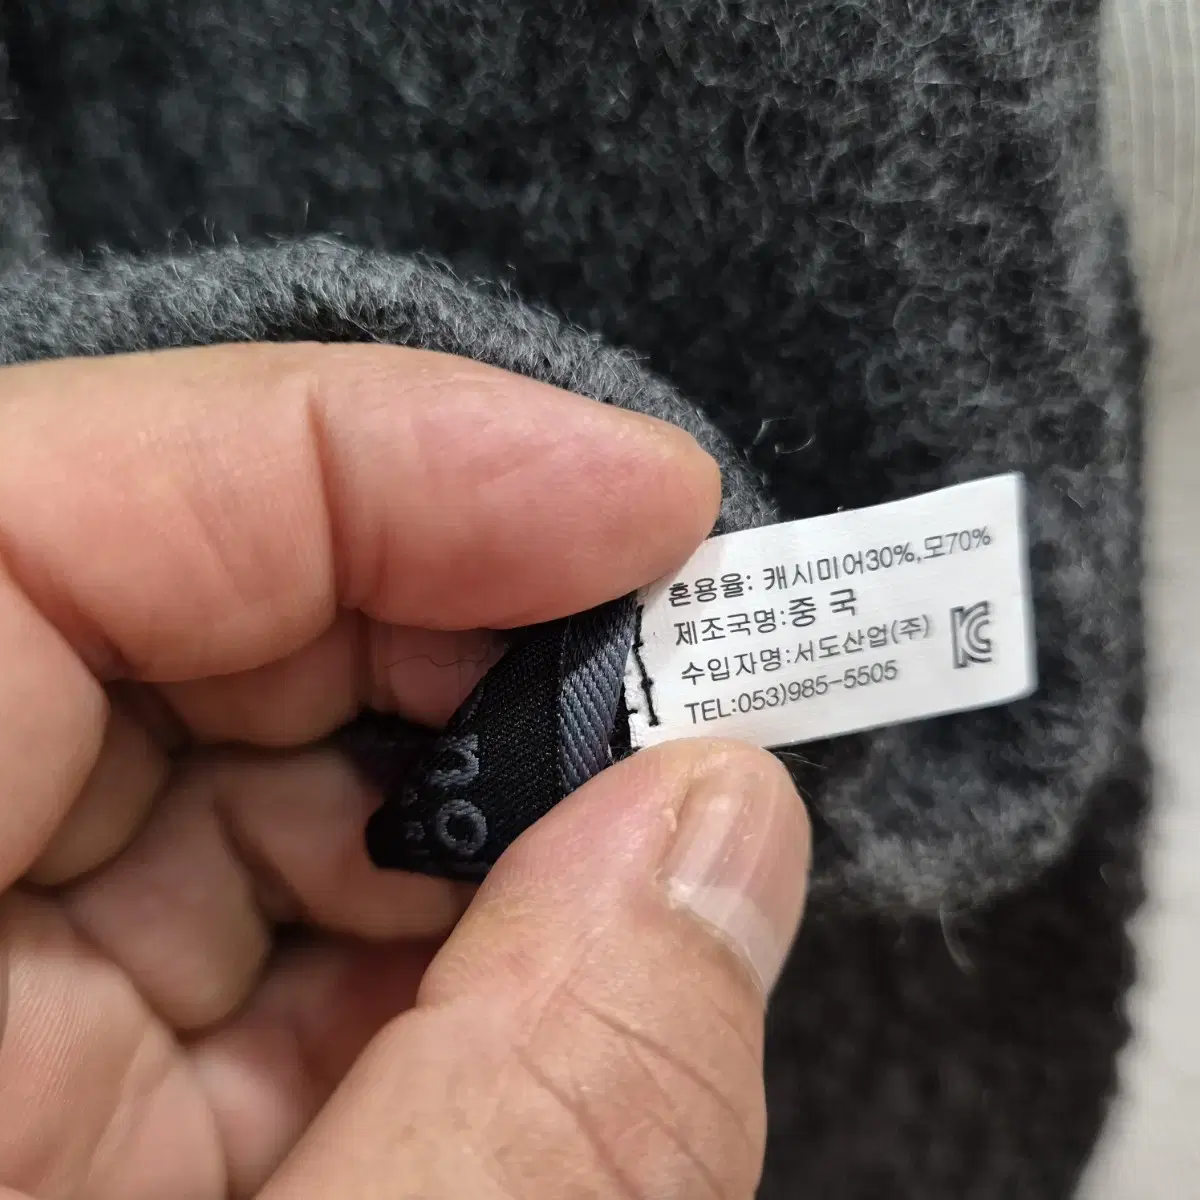 혼용율: 캐시미어30%,모70%
제조국명:중 국
수입자명:서도산업(주)
TEL:053)985-5505